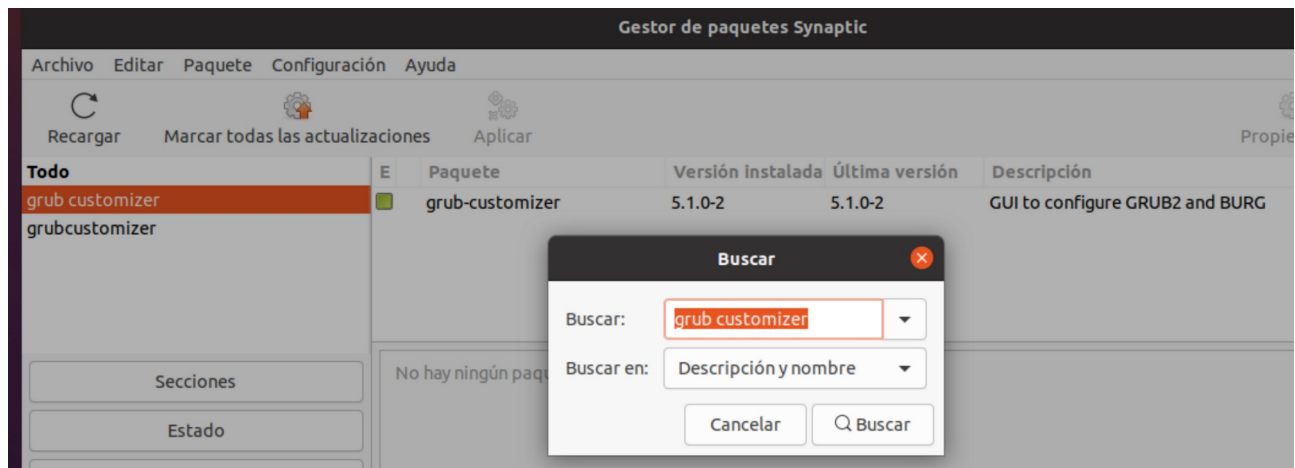 Gestor de paquetes Synaptic
Archivo Editar Paquete Configuración Ayuda
Recargar Marcar todas las actualizaciones Aplicar
Todo
grub customizer
grubcustomizer
Secciones
Estado
E Paquete Versión instalada Última versión Descripción
grub-customizer 5.1.0-2 5.1.0-2 GUI to configure GRUB2 and BURG
No hay ningún
Buscar
Buscar: grub customizer
Buscar en: Descripción y nombre
Cancelar Buscar